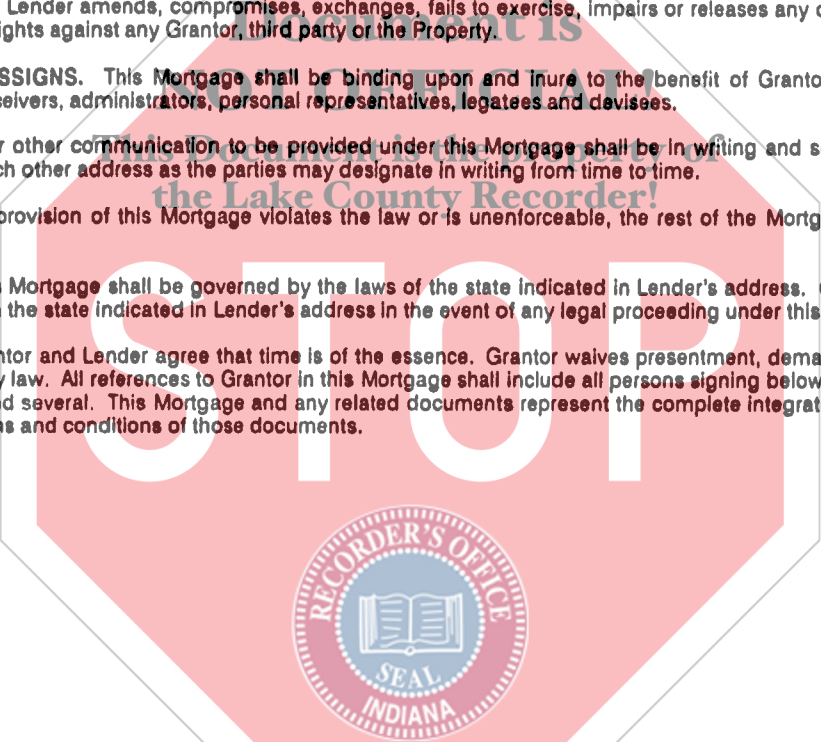 Lender amends, compromises, exchanges, fails to exercise, impairs or releases any
Document is
ights against any Grantor, third party or the Property.
SSIGNS. This Mortgage shall be binding upon and inure to the benefit of Granto
NOT OFFICIAL!
eivers, administrators, personal representatives, legatees and devisees.
r other communication to be provided under this Mortgage shall be in writing and s
This Document is the property of
ch other address as the parties may designate in writing from time to time.
the Lake County Recorder!
provision of this Mortgage violates the law or is unenforceable, the rest of the Mortg
Mortgage shall be governed by the laws of the state indicated in Lender's address.
the state indicated in Lender's address in the event of any legal proceeding under this
STOP
ntor and Lender agree that time is of the essence. Grantor waives presentment, dema
y law. All references to Grantor in this Mortgage shall include all persons signing below
d several. This Mortgage and any related documents represent the complete integrat
s and conditions of those documents.
RECORDER'S OFFICE
SEAL
INDIANA